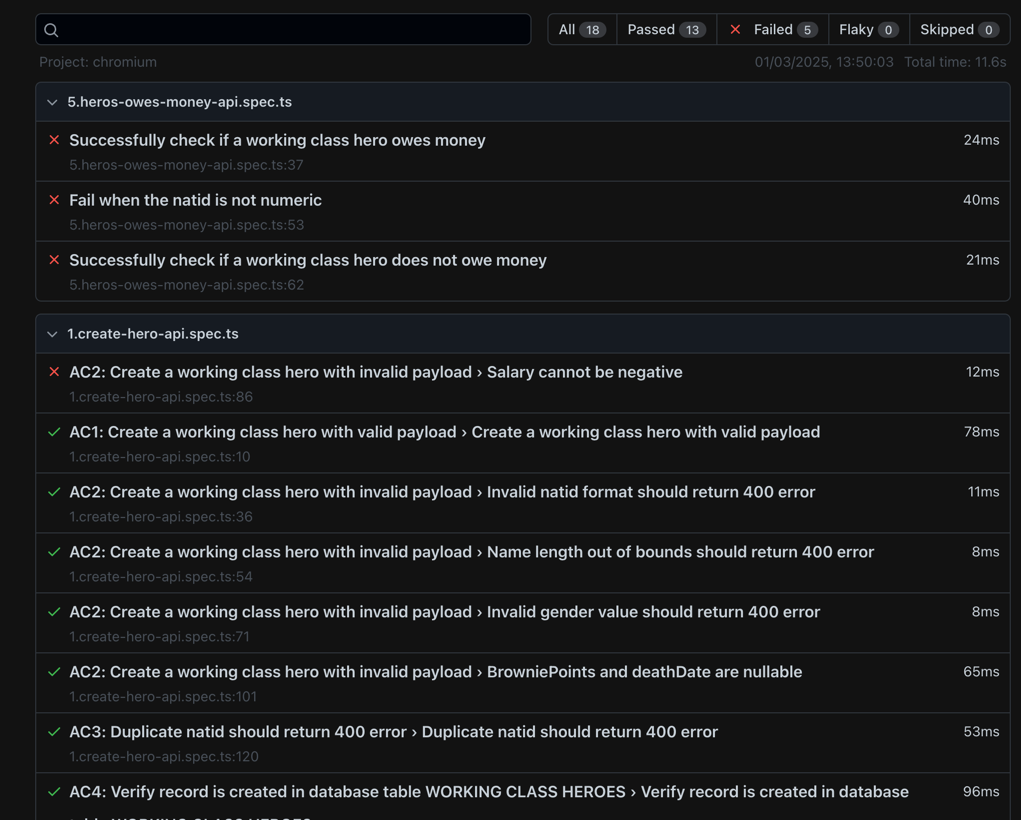 All 18 Passed 13 Failed 5 Flaky 0 Skipped 0
Project: chromium 01/03/2025, 13:50:03 Total time: 11.6s
5.heros-owes-money-api.spec.ts
Successfully check if a working class hero owes money 24ms
5.heros-owes-money-api.spec.ts:37
Fail when the natid is not numeric 40ms
5.heros-owes-money-api.spec.ts:53
Successfully check if a working class hero does not owe money 21ms
5.heros-owes-money-api.spec.ts:62
1.create-hero-api.spec.ts
AC2: Create a working class hero with invalid payload › Salary cannot be negative 12ms
1.create-hero-api.spec.ts:86
AC1: Create a working class hero with valid payload › Create a working class hero with valid payload 78ms
1.create-hero-api.spec.ts:10
AC2: Create a working class hero with invalid payload › Invalid natid format should return 400 error 11ms
1.create-hero-api.spec.ts:36
AC2: Create a working class hero with invalid payload › Name length out of bounds should return 400 error 8ms
1.create-hero-api.spec.ts:54
AC2: Create a working class hero with invalid payload › Invalid gender value should return 400 error 8ms
1.create-hero-api.spec.ts:71
AC2: Create a working class hero with invalid payload › BrowniePoints and deathDate are nullable 65ms
1.create-hero-api.spec.ts:101
AC3: Duplicate natid should return 400 error › Duplicate natid should return 400 error 53ms
1.create-hero-api.spec.ts:120
AC4: Verify record is created in database table WORKING CLASS HEROES › Verify record is created in database 96ms
WORKING CLASS HEROES